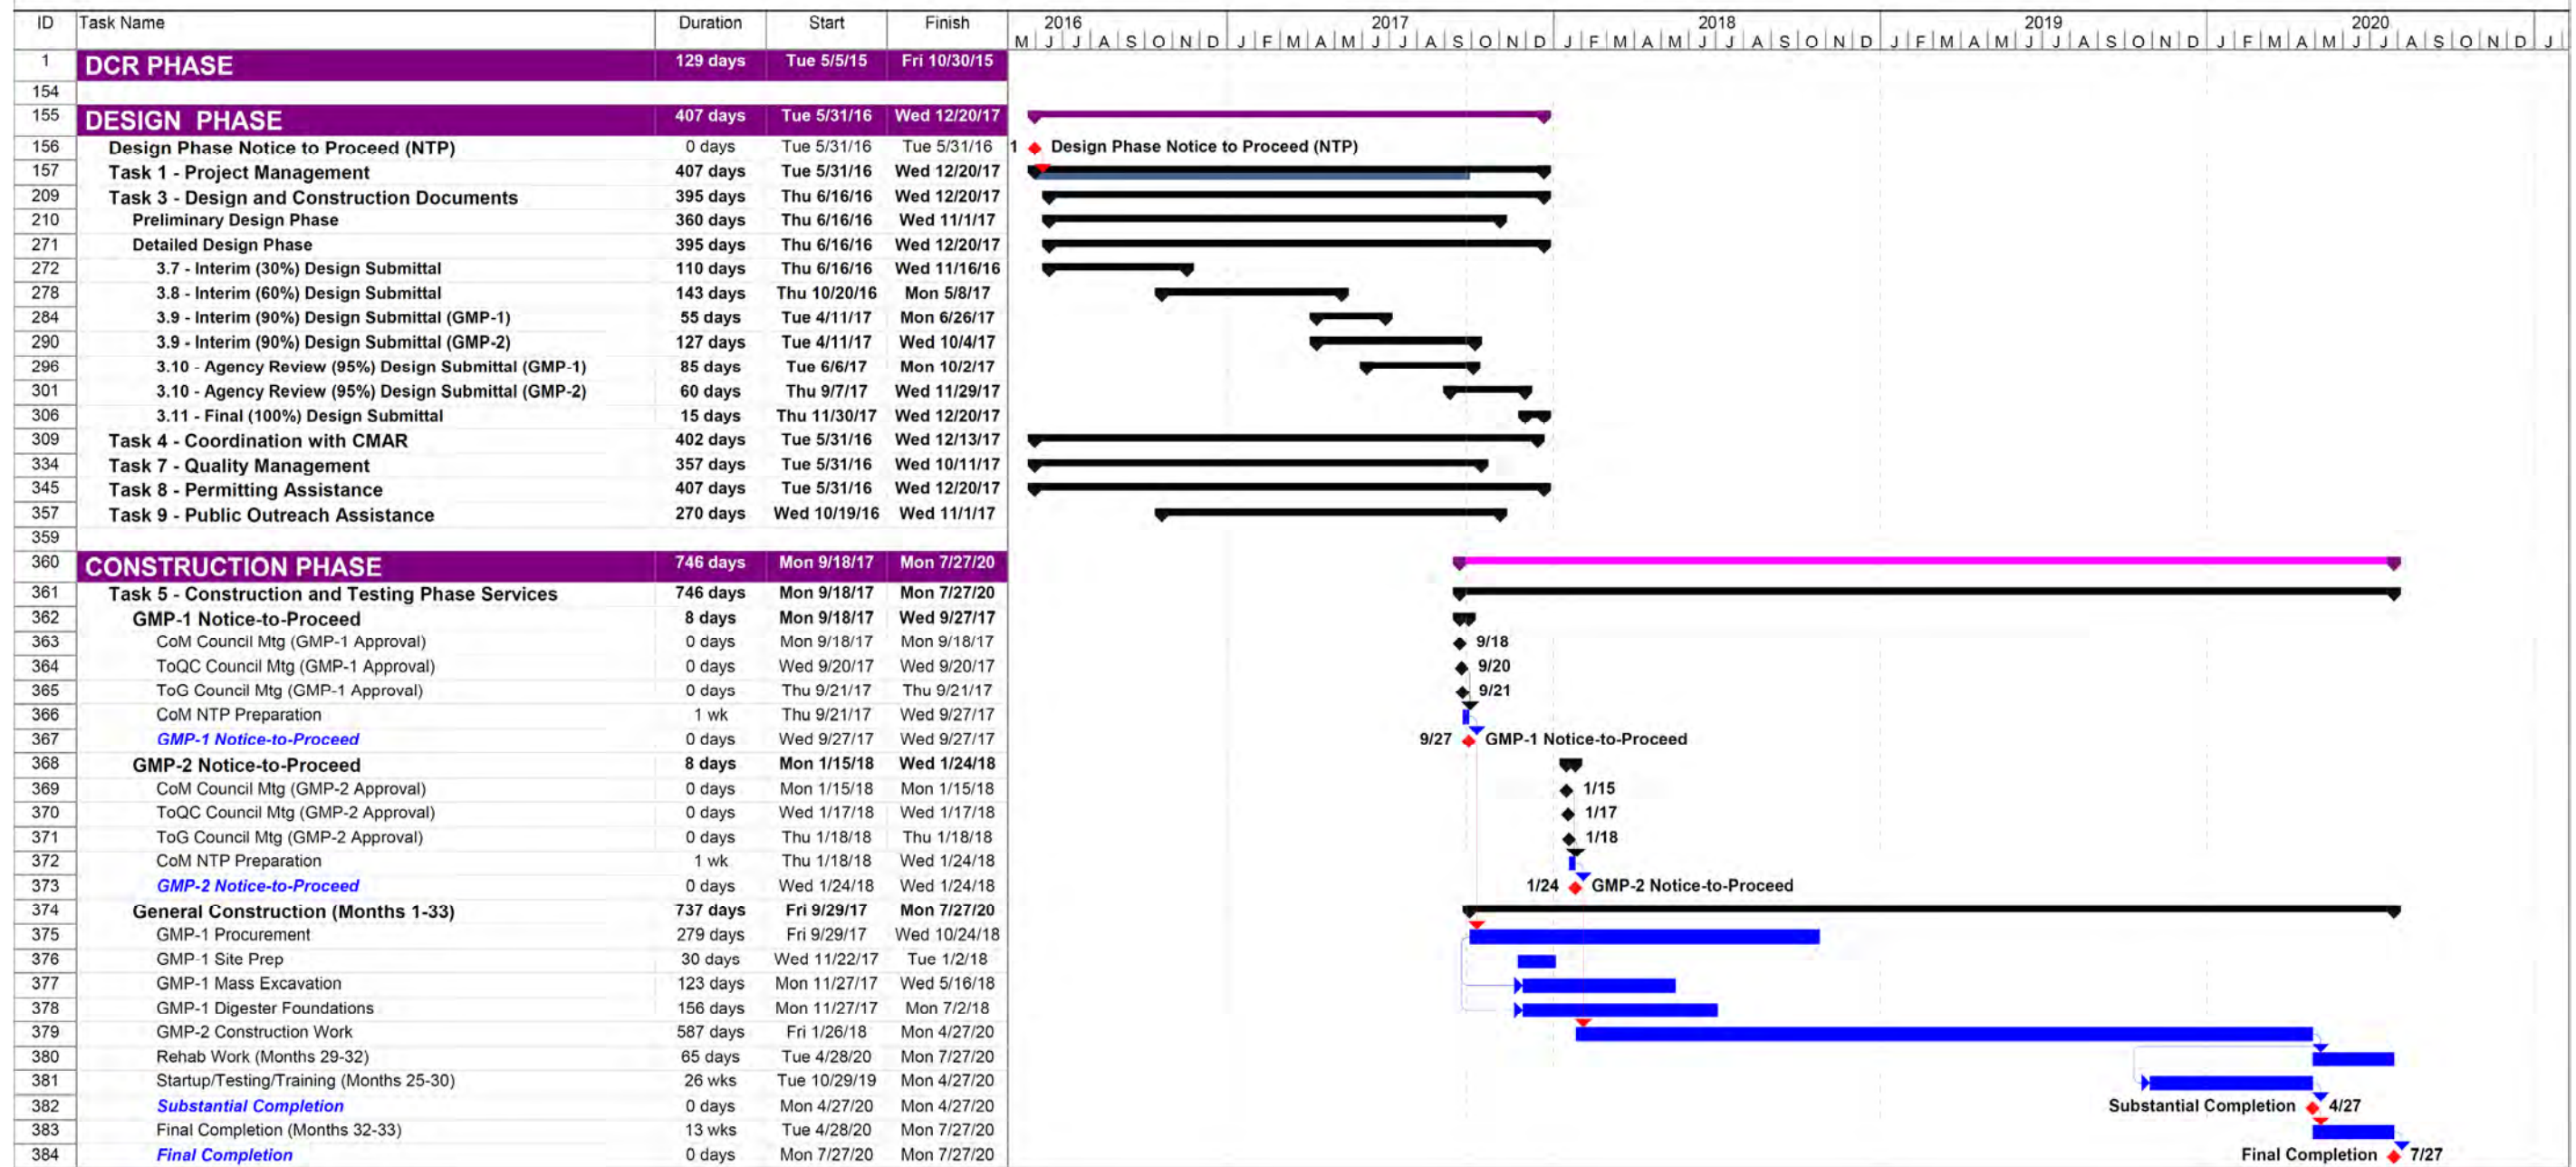 ID Task Name Duration Start Finish 2016 2017 2018 2019 2020
M J J A S O N D J F M A M J J A S O N D J F M A M J J A S O N D J F M A M J J A S O N D J F M A M J J A S O N D J
1 DCR PHASE 129 days Tue 5/5/15 Fri 10/30/15
154
155 DESIGN PHASE 407 days Tue 5/31/16 Wed 12/20/17
156 Design Phase Notice to Proceed (NTP) 0 days Tue 5/31/16 Tue 5/31/16 1 Design Phase Notice to Proceed (NTP)
157 Task 1 - Project Management 407 days Tue 5/31/16 Wed 12/20/17
209 Task 3 - Design and Construction Documents 395 days Thu 6/16/16 Wed 12/20/17
210 Preliminary Design Phase 360 days Thu 6/16/16 Wed 11/1/17
271 Detailed Design Phase 395 days Thu 6/16/16 Wed 12/20/17
272 3.7 - Interim (30%) Design Submittal 110 days Thu 6/16/16 Wed 11/16/16
278 3.8 - Interim (60%) Design Submittal 143 days Thu 10/20/16 Mon 5/8/17
284 3.9 - Interim (90%) Design Submittal (GMP-1) 55 days Tue 4/11/17 Mon 6/26/17
290 3.9 - Interim (90%) Design Submittal (GMP-2) 127 days Tue 4/11/17 Wed 10/4/17
296 3.10 - Agency Review (95%) Design Submittal (GMP-1) 85 days Tue 6/6/17 Mon 10/2/17
301 3.10 - Agency Review (95%) Design Submittal (GMP-2) 60 days Thu 9/7/17 Wed 11/29/17
306 3.11 - Final (100%) Design Submittal 15 days Thu 11/30/17 Wed 12/20/17
309 Task 4 - Coordination with CMAR 402 days Tue 5/31/16 Wed 12/13/17
334 Task 7 - Quality Management 357 days Tue 5/31/16 Wed 10/11/17
345 Task 8 - Permitting Assistance 407 days Tue 5/31/16 Wed 12/20/17
357 Task 9 - Public Outreach Assistance 270 days Wed 10/19/16 Wed 11/1/17
359
360 CONSTRUCTION PHASE 746 days Mon 9/18/17 Mon 7/27/20
361 Task 5 - Construction and Testing Phase Services 746 days Mon 9/18/17 Mon 7/27/20
362 GMP-1 Notice-to-Proceed 8 days Mon 9/18/17 Wed 9/27/17
363 CoM Council Mtg (GMP-1 Approval) 0 days Mon 9/18/17 Mon 9/18/17 9/18
364 ToQC Council Mtg (GMP-1 Approval) 0 days Wed 9/20/17 Wed 9/20/17 9/20
365 ToG Council Mtg (GMP-1 Approval) 0 days Thu 9/21/17 Thu 9/21/17 9/21
366 CoM NTP Preparation 1 wk Thu 9/21/17 Wed 9/27/17
367 GMP-1 Notice-to-Proceed 0 days Wed 9/27/17 Wed 9/27/17 9/27 GMP-1 Notice-to-Proceed
368 GMP-2 Notice-to-Proceed 8 days Mon 1/15/18 Wed 1/24/18
369 CoM Council Mtg (GMP-2 Approval) 0 days Mon 1/15/18 Mon 1/15/18 1/15
370 ToQC Council Mtg (GMP-2 Approval) 0 days Wed 1/17/18 Wed 1/17/18 1/17
371 ToG Council Mtg (GMP-2 Approval) 0 days Thu 1/18/18 Thu 1/18/18 1/18
372 CoM NTP Preparation 1 wk Thu 1/18/18 Wed 1/24/18
373 GMP-2 Notice-to-Proceed 0 days Wed 1/24/18 Wed 1/24/18 1/24 GMP-2 Notice-to-Proceed
374 General Construction (Months 1-33) 737 days Fri 9/29/17 Mon 7/27/20
375 GMP-1 Procurement 279 days Fri 9/29/17 Wed 10/24/18
376 GMP-1 Site Prep 30 days Wed 11/22/17 Tue 1/2/18
377 GMP-1 Mass Excavation 123 days Mon 11/27/17 Wed 5/16/18
378 GMP-1 Digester Foundations 156 days Mon 11/27/17 Mon 7/2/18
379 GMP-2 Construction Work 587 days Fri 1/26/18 Mon 4/27/20
380 Rehab Work (Months 29-32) 65 days Tue 4/28/20 Mon 7/27/20
381 Startup/Testing/Training (Months 25-30) 26 wks Tue 10/29/19 Mon 4/27/20
382 Substantial Completion 0 days Mon 4/27/20 Mon 4/27/20 Substantial Completion 4/27
383 Final Completion (Months 32-33) 13 wks Tue 4/28/20 Mon 7/27/20
384 Final Completion 0 days Mon 7/27/20 Mon 7/27/20 Final Completion 7/27